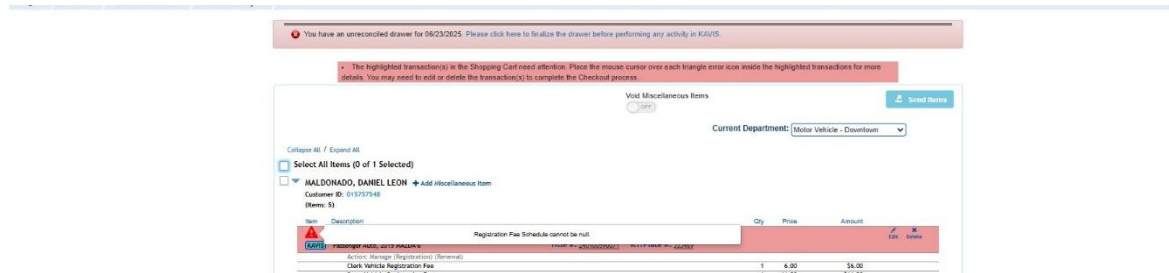 You have an unreconciled drawer for 06/23/2025. Please click here to finalize the drawer before performing any activity in KAVIS.
• The highlighted transaction(s) in the Shopping Cart need attention. Place the mouse cursor over each triangle error icon inside the highlighted transactions for more
details. You may need to edit or delete the transaction(s) to complete the Checkout process.
Void Miscellaneous Items
OFF
Send Items
Current Department: Motor Vehicle - Downtown
Collapse All / Expand All
Select All Items (0 of 1 Selected)
MALDONADO, DANIEL LEON + Add Miscellaneous Item
Customer ID: 015757548
(Items: 5)
Item Description Qty Price Amount
Registration Fee Schedule cannot be null.
Edit Delete
KAVIS Passenger Auto, 2015 MAZDA 6
Action: Manage (Registration) (Renewal)
Clerk Vehicle Registration Fee 1 6.00 $6.00